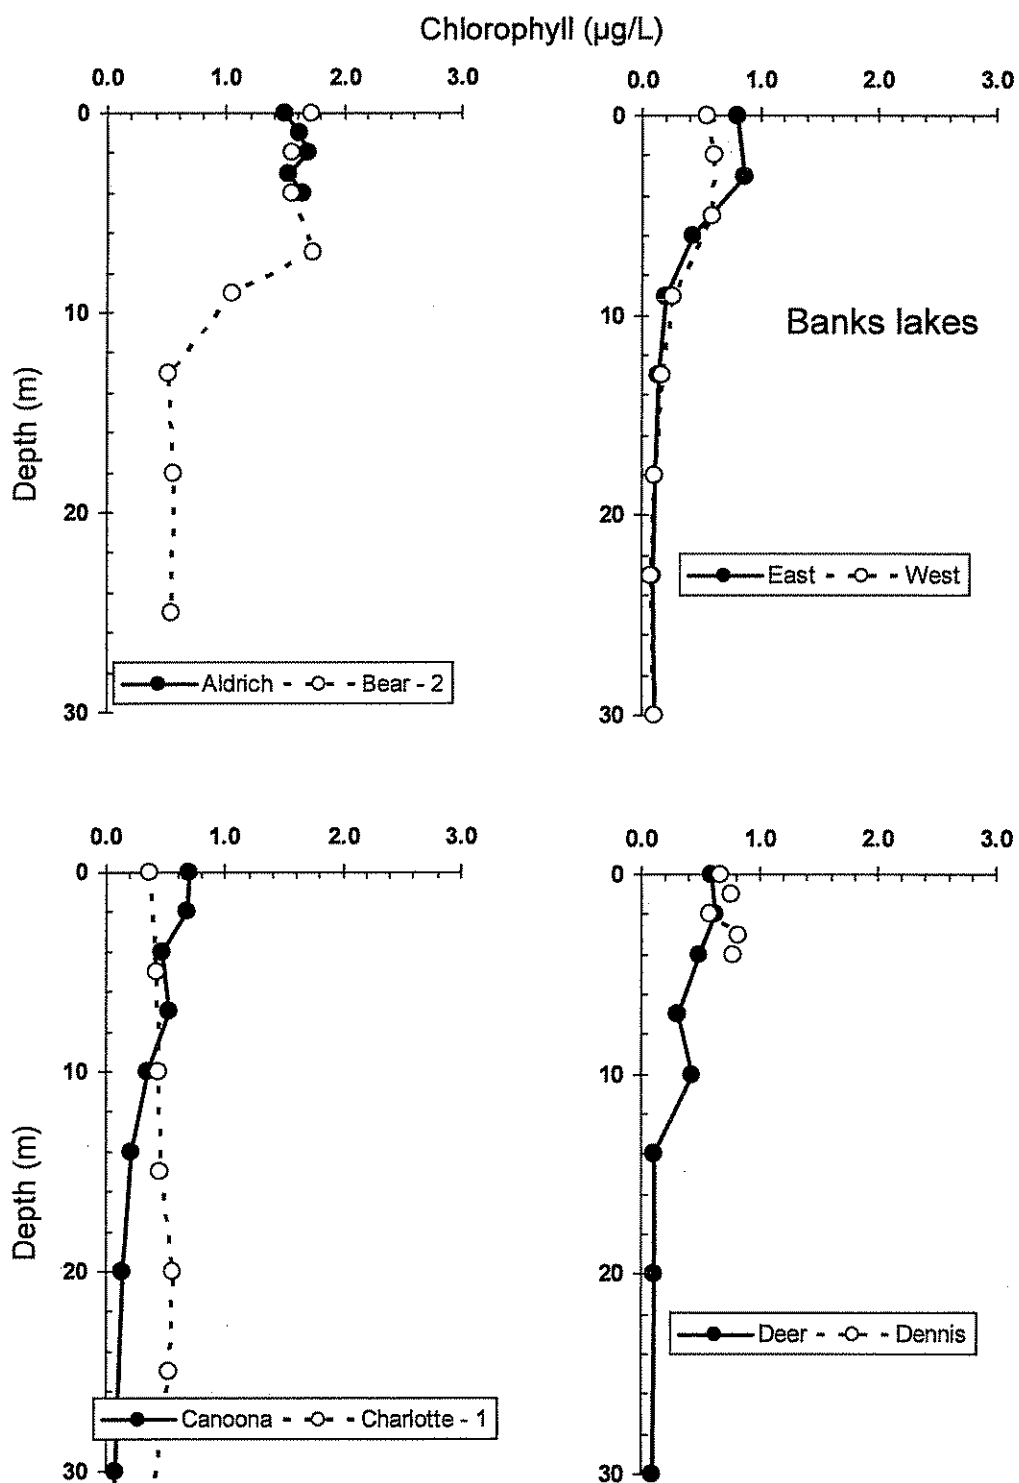 Chlorophyll (µg/L)
0.0 1.0 2.0 3.0
0
10
20
30
Depth (m)
Aldrich Bear - 2
0.0 1.0 2.0 3.0
0
10
20
30
Banks lakes
East West
0.0 1.0 2.0 3.0
0
10
20
30
Depth (m)
Canoona Charlotte - 1
0.0 1.0 2.0 3.0
0
10
20
30
Deer Dennis